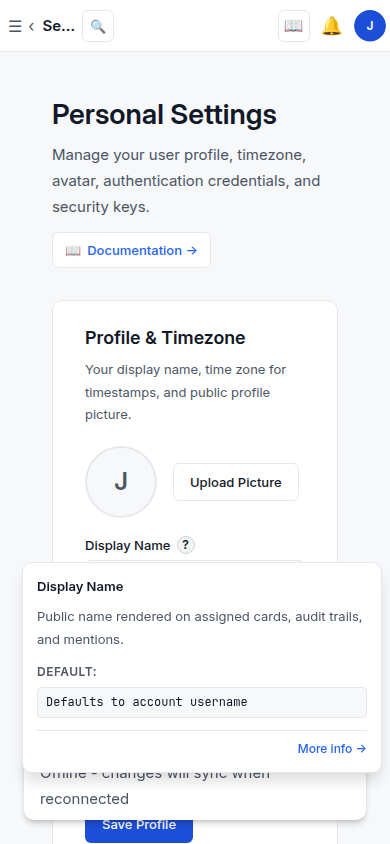 ☰ ‹ Se... 🔍 📖 🔔 J
Personal Settings
Manage your user profile, timezone,
avatar, authentication credentials, and
security keys.
📖 Documentation →
Profile & Timezone
Your display name, time zone for
timestamps, and public profile
picture.
J
Upload Picture
Display Name ?
Display Name
Public name rendered on assigned cards, audit trails,
and mentions.
DEFAULT:
Defaults to account username
More info →
Offline - changes will sync when
reconnected
Save Profile